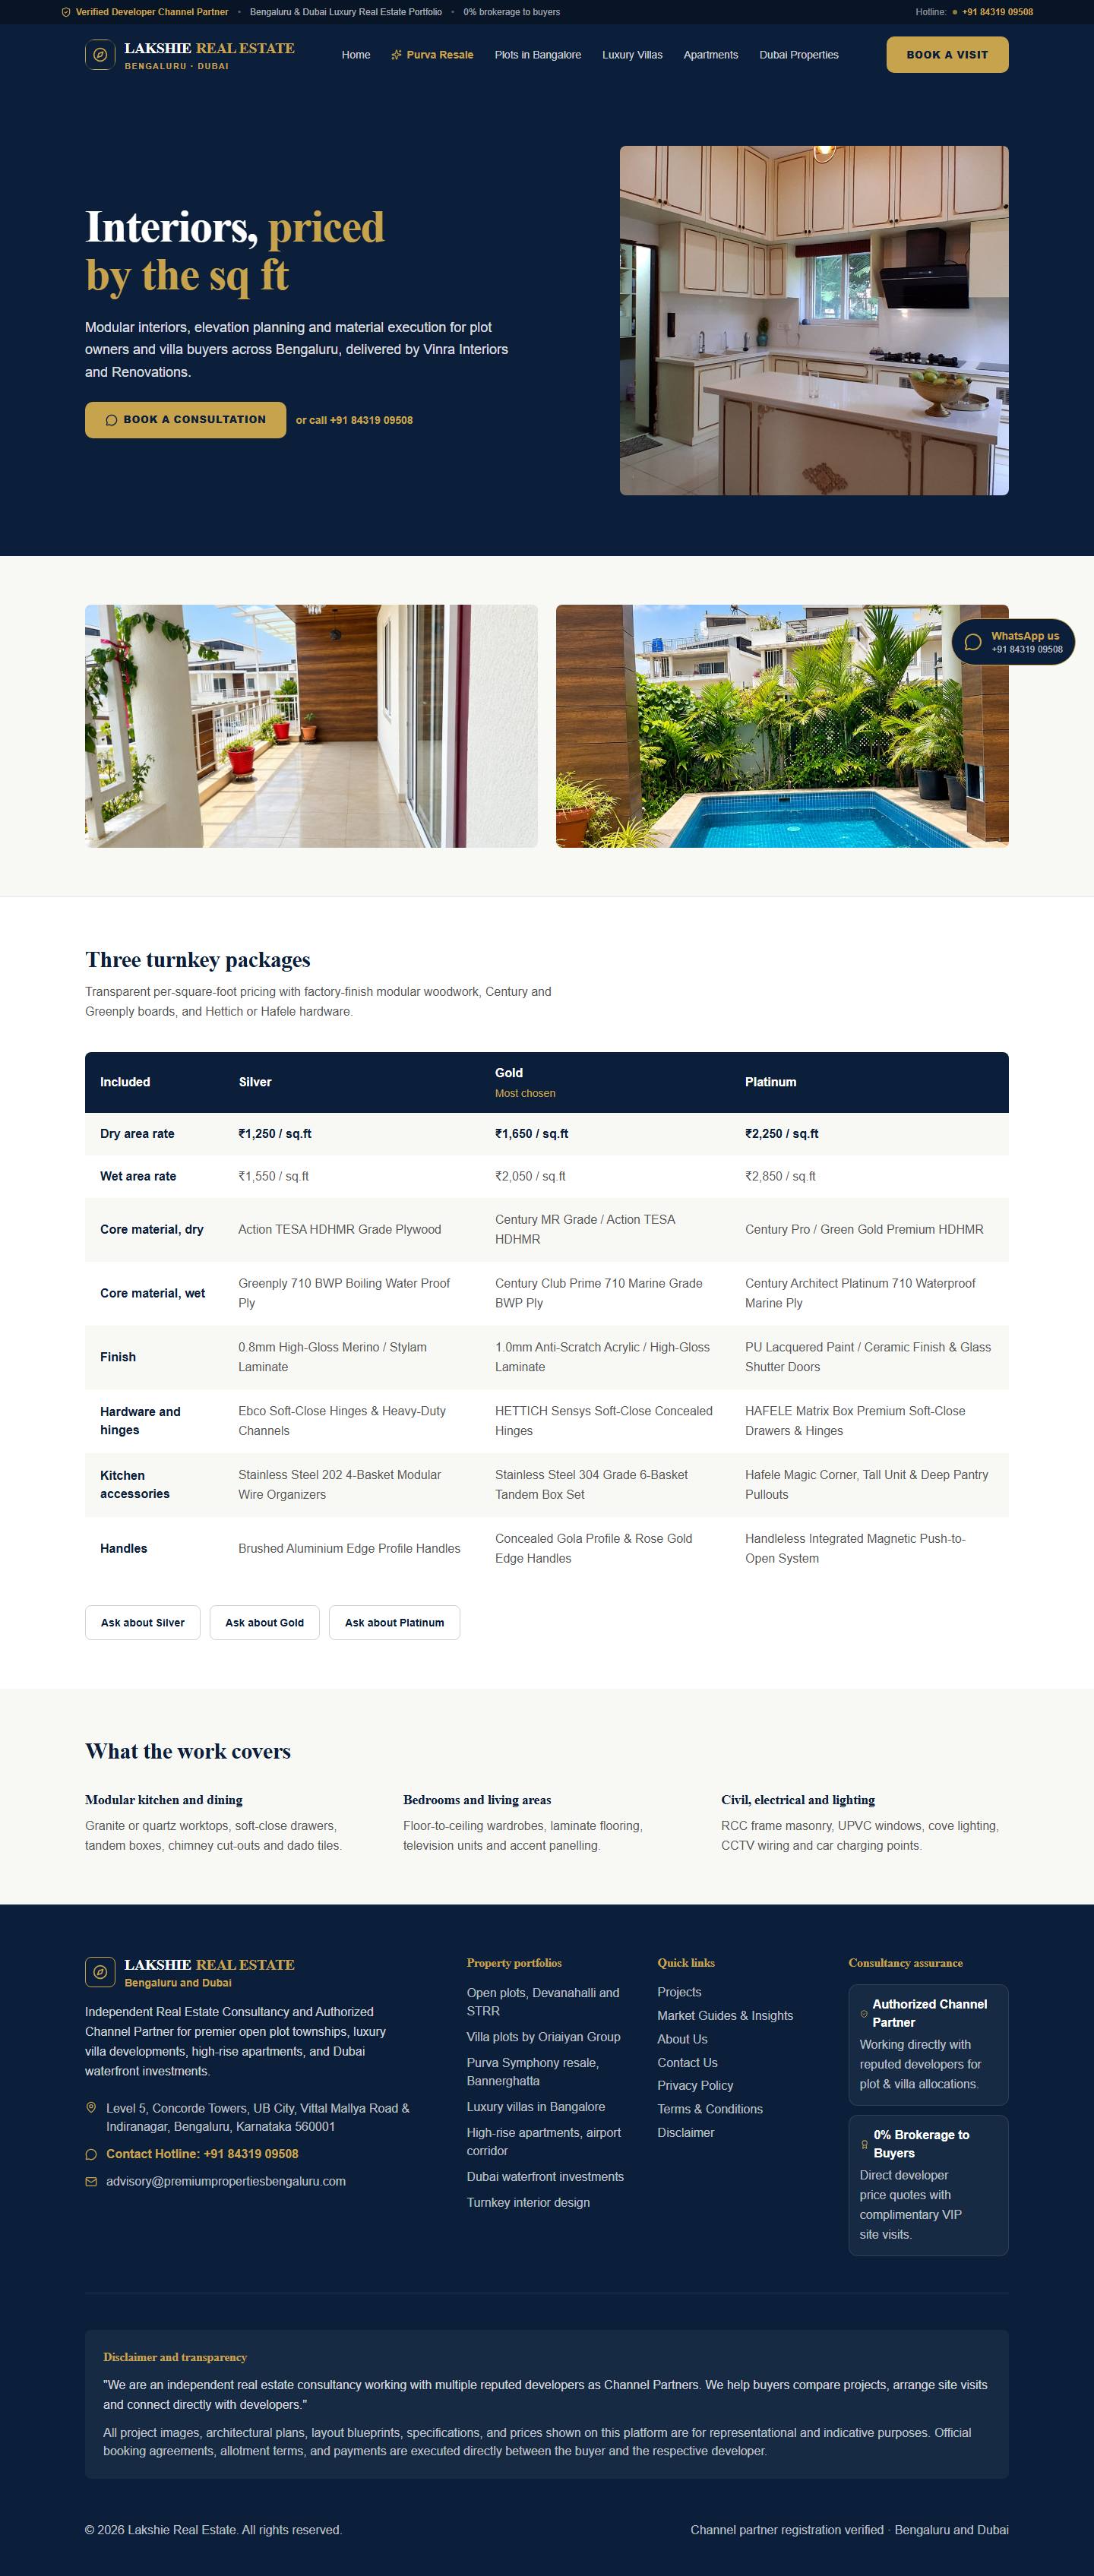 Verified Developer Channel Partner • Bengaluru & Dubai Luxury Real Estate Portfolio • 0% brokerage to buyers
Hotline: +91 84319 09508
LAKSHIE REAL ESTATE
BENGALURU · DUBAI
Home
Purva Resale
Plots in Bangalore
Luxury Villas
Apartments
Dubai Properties
BOOK A VISIT
Interiors, priced
by the sq ft
Modular interiors, elevation planning and material execution for plot
owners and villa buyers across Bengaluru, delivered by Vinra Interiors
and Renovations.
BOOK A CONSULTATION
or call +91 84319 09508
WhatsApp us
+91 84319 09508
Three turnkey packages
Transparent per-square-foot pricing with factory-finish modular woodwork, Century and
Greenply boards, and Hettich or Hafele hardware.
Included
Silver
Gold
Most chosen
Platinum
Dry area rate
₹1,250 / sq.ft
₹1,650 / sq.ft
₹2,250 / sq.ft
Wet area rate
₹1,550 / sq.ft
₹2,050 / sq.ft
₹2,850 / sq.ft
Core material, dry
Action TESA HDHMR Grade Plywood
Century MR Grade / Action TESA
HDHMR
Century Pro / Green Gold Premium HDHMR
Core material, wet
Greenply 710 BWP Boiling Water Proof
Ply
Century Club Prime 710 Marine Grade
BWP Ply
Century Architect Platinum 710 Waterproof
Marine Ply
Finish
0.8mm High-Gloss Merino / Stylam
Laminate
1.0mm Anti-Scratch Acrylic / High-Gloss
Laminate
PU Lacquered Paint / Ceramic Finish & Glass
Shutter Doors
Hardware and
hinges
Ebco Soft-Close Hinges & Heavy-Duty
Channels
HETTICH Sensys Soft-Close Concealed
Hinges
HAFELE Matrix Box Premium Soft-Close
Drawers & Hinges
Kitchen
accessories
Stainless Steel 202 4-Basket Modular
Wire Organizers
Stainless Steel 304 Grade 6-Basket
Tandem Box Set
Hafele Magic Corner, Tall Unit & Deep Pantry
Pullouts
Handles
Brushed Aluminium Edge Profile Handles
Concealed Gola Profile & Rose Gold
Edge Handles
Handleless Integrated Magnetic Push-to-
Open System
Ask about Silver
Ask about Gold
Ask about Platinum
What the work covers
Modular kitchen and dining
Granite or quartz worktops, soft-close drawers,
tandem boxes, chimney cut-outs and dado tiles.
Bedrooms and living areas
Floor-to-ceiling wardrobes, laminate flooring,
television units and accent panelling.
Civil, electrical and lighting
RCC frame masonry, UPVC windows, cove lighting,
CCTV wiring and car charging points.
LAKSHIE REAL ESTATE
Bengaluru and Dubai
Independent Real Estate Consultancy and Authorized
Channel Partner for premier open plot townships, luxury
villa developments, high-rise apartments, and Dubai
waterfront investments.
Level 5, Concorde Towers, UB City, Vittal Mallya Road &
Indiranagar, Bengaluru, Karnataka 560001
Contact Hotline: +91 84319 09508
advisory@premiumpropertiesbengaluru.com
Property portfolios
Open plots, Devanahalli and
STRR
Villa plots by Oriaiyan Group
Purva Symphony resale,
Bannerghatta
Luxury villas in Bangalore
High-rise apartments, airport
corridor
Dubai waterfront investments
Turnkey interior design
Quick links
Projects
Market Guides & Insights
About Us
Contact Us
Privacy Policy
Terms & Conditions
Disclaimer
Consultancy assurance
Authorized Channel
Partner
Working directly with
reputed developers for
plot & villa allocations.
0% Brokerage to
Buyers
Direct developer
price quotes with
complimentary VIP
site visits.
Disclaimer and transparency
"We are an independent real estate consultancy working with multiple reputed developers as Channel Partners. We help buyers compare projects, arrange site visits
and connect directly with developers."
All project images, architectural plans, layout blueprints, specifications, and prices shown on this platform are for representational and indicative purposes. Official
booking agreements, allotment terms, and payments are executed directly between the buyer and the respective developer.
© 2026 Lakshie Real Estate. All rights reserved.
Channel partner registration verified · Bengaluru and Dubai